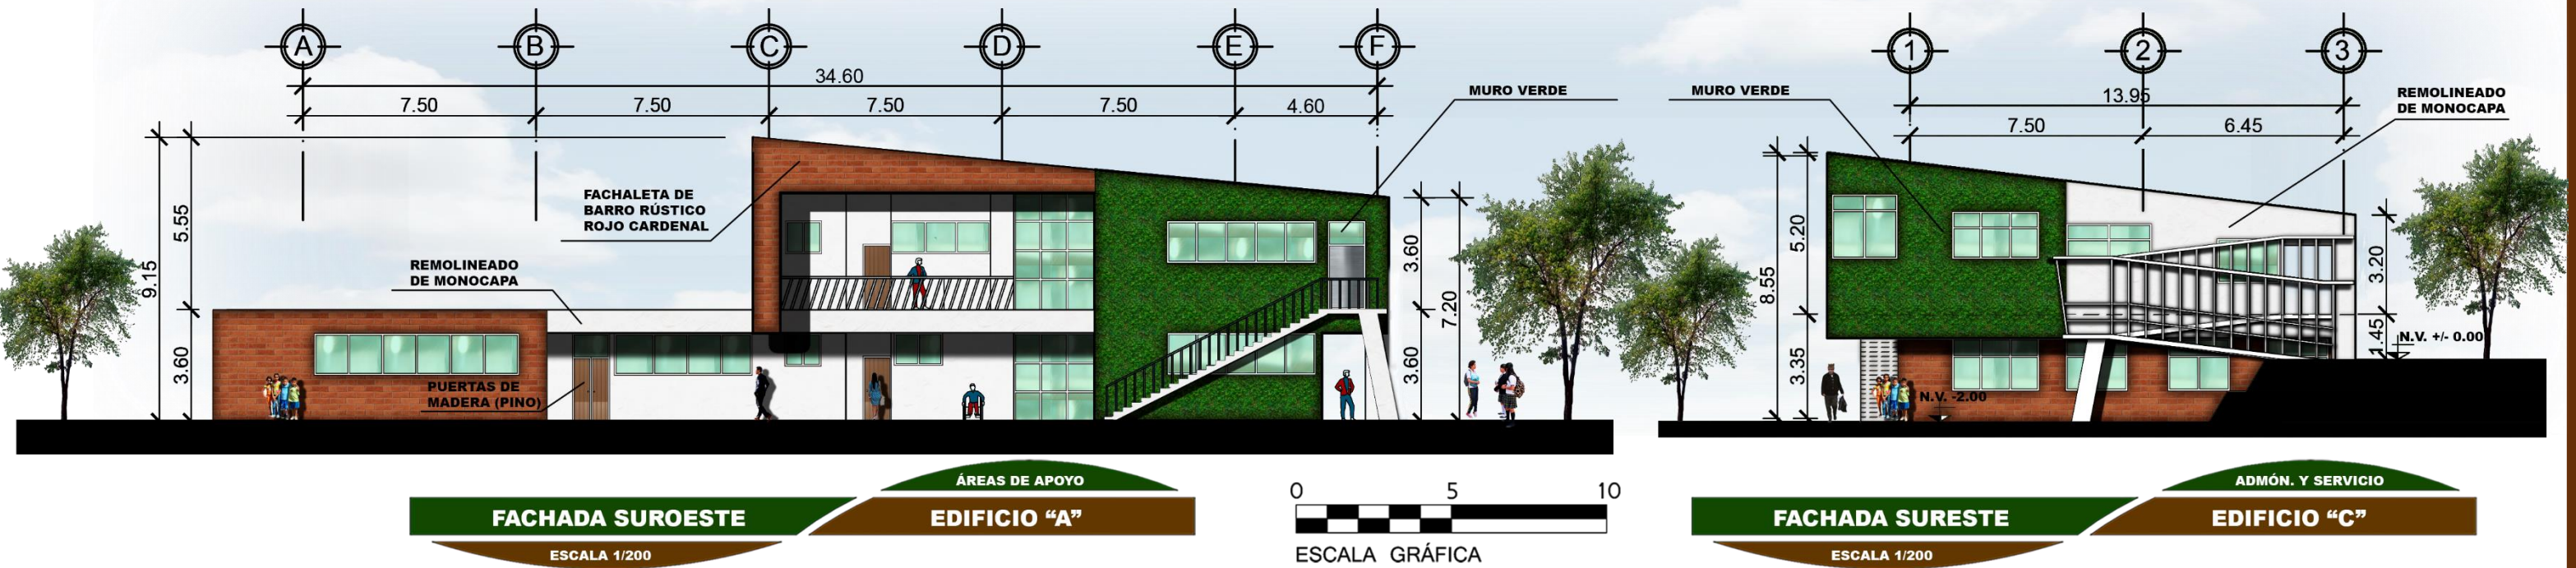 A
B
C
D
E
F
34.60
7.50
7.50
7.50
7.50
4.60
MURO VERDE
FACHALETA DE
BARRO RÚSTICO
ROJO CARDENAL
REMOLINEADO
DE MONOCAPA
PUERTAS DE
MADERA (PINO)
9.15
5.55
3.60
3.60
3.60
7.20
ÁREAS DE APOYO
FACHADA SUROESTE
EDIFICIO “A”
ESCALA 1/200
0
5
10
ESCALA GRÁFICA
1
2
3
13.95
7.50
6.45
MURO VERDE
REMOLINEADO
DE MONOCAPA
8.55
5.20
3.35
3.20
1.45
N.V. +/- 0.00
N.V. -2.00
ADMÓN. Y SERVICIO
FACHADA SURESTE
EDIFICIO “C”
ESCALA 1/200